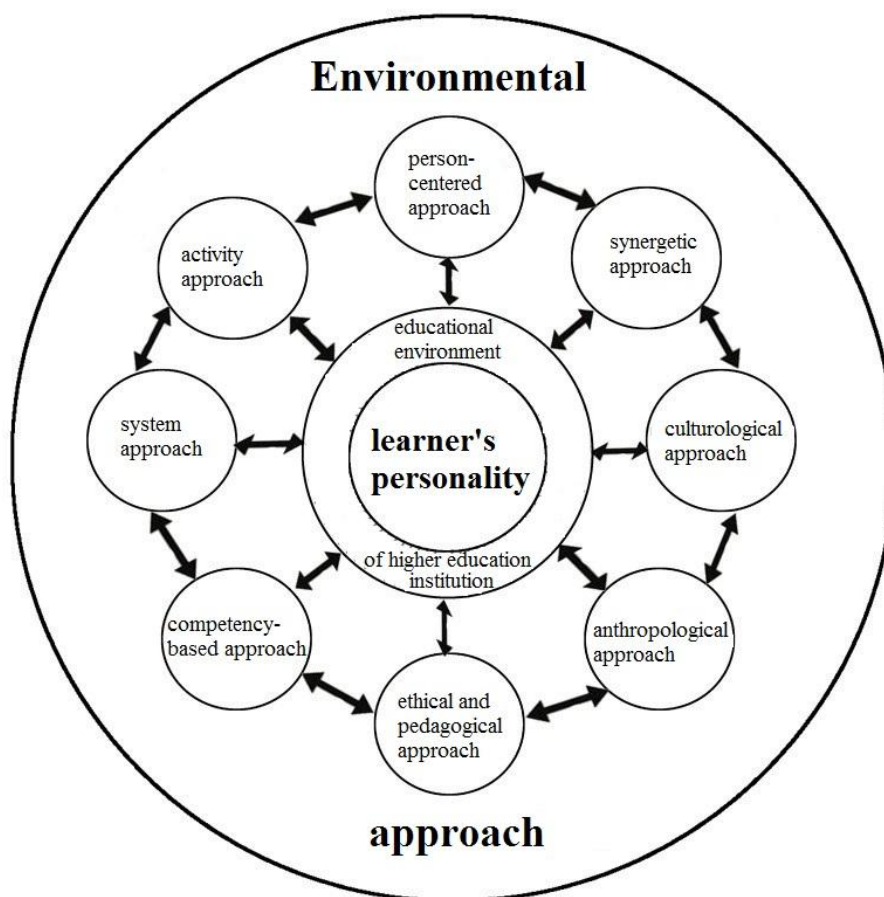 Environmental
person-
centered
approach
synergetic
approach
activity
approach
educational
environment
system
approach
learner's
personality
culturological
approach
of higher education
institution
competency-
based approach
anthropological
approach
ethical and
pedagogical
approach
approach